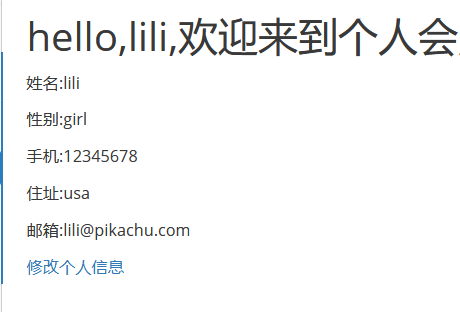 hello,lili,欢迎来到个人会
姓名:lili
性别:girl
手机:12345678
住址:usa
邮箱:lili@pikachu.com
修改个人信息